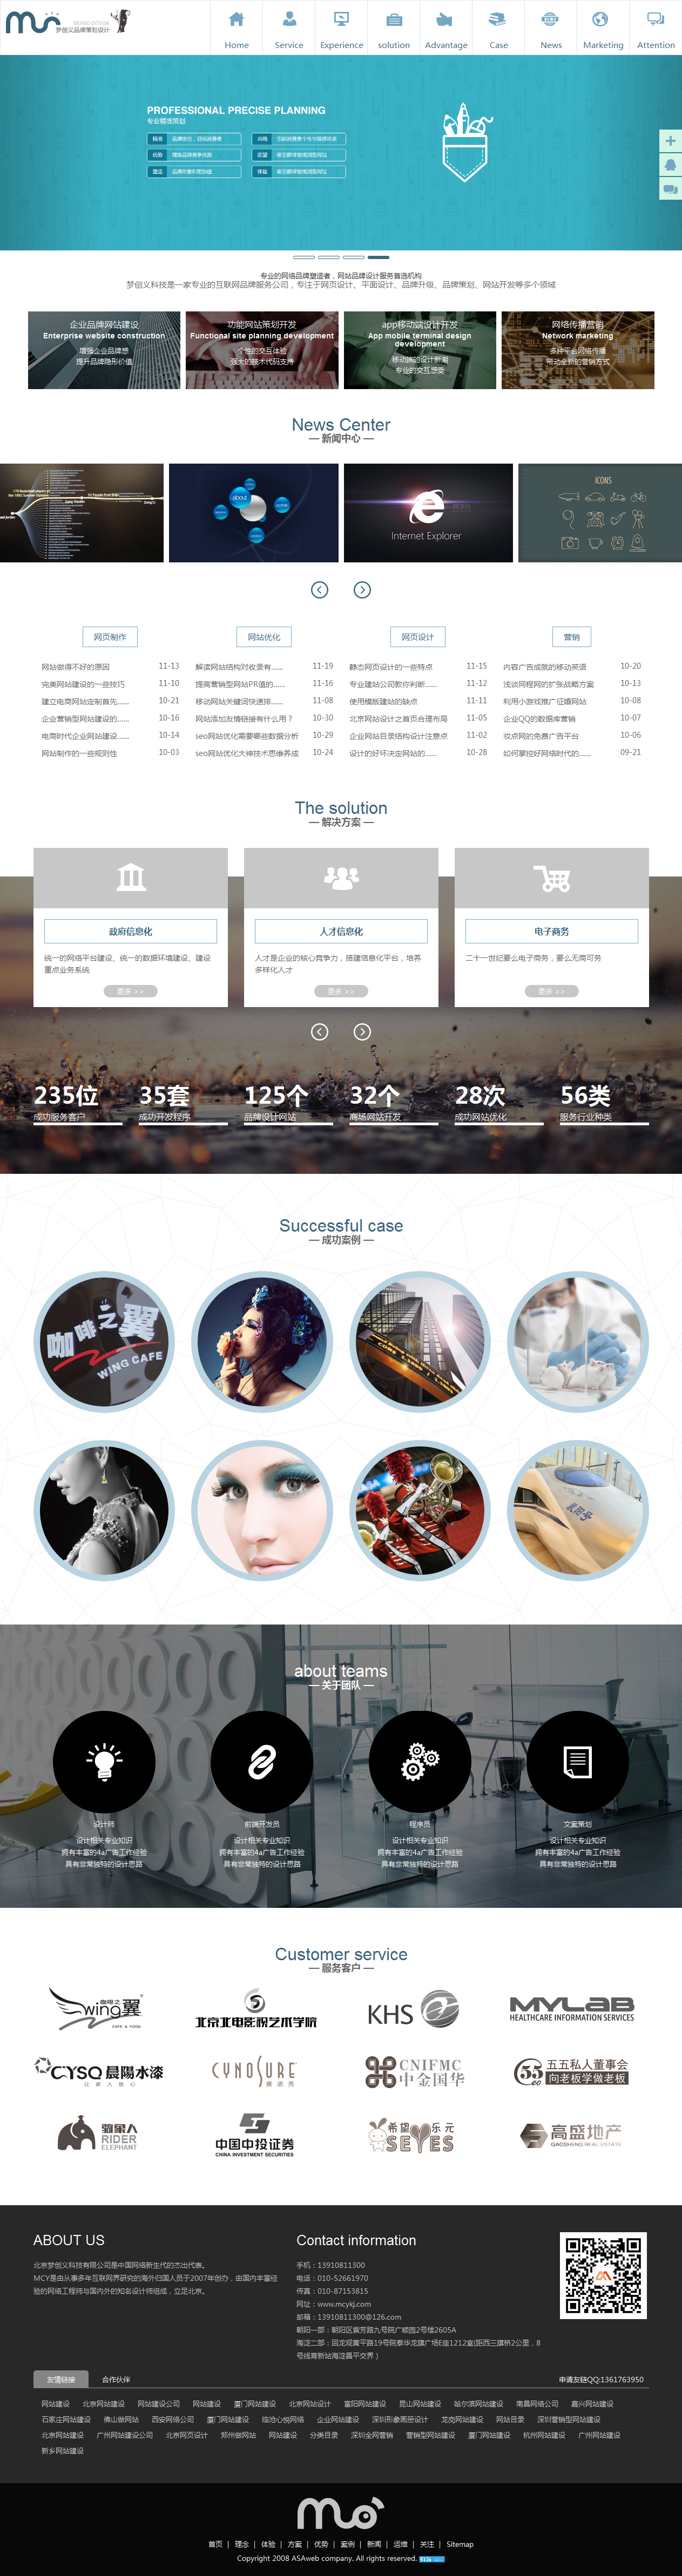 BRAND DESIGN
梦创义品牌策划设计
Home Service Experience solution Advantage Case News Marketing Attention
PROFESSIONAL PRECISE PLANNING
专业精准策划
专业的网络品牌塑造者，网站品牌设计服务首选机构
梦创义科技是一家专业的互联网品牌服务公司，专注于网页设计、平面设计、品牌升级、品牌策划、网站开发等多个领域
企业品牌网站建设
Enterprise website construction
增强企业品牌感
提升品牌隐形价值
功能网站策划开发
Functional site planning development
个性的交互体验
强大的技术代码支持
app移动端设计开发
App mobile terminal design
development
移动端的设计新潮
专业的交互感受
网络传播营销
Network marketing
多种平台网络传播
带动全新的营销方式
News Center
— 新闻中心 —
about
Internet Explorer
ICONS
网页制作
网站做得不好的原因 11-13
完美网站建设的一些技巧 11-10
建立电商网站定制首先...... 10-21
企业营销型网站建设的...... 10-16
电商时代企业网站建设...... 10-14
网站制作的一些规则性 10-03
网站优化
解读网站结构对收录有...... 11-19
提高营销型网站PR值的...... 11-16
移动网站关键词快速排...... 11-08
网站添加友情链接有什么用？ 10-30
seo网站优化需要哪些数据分析 10-29
seo网站优化大神技术思维养成 10-24
网页设计
静态网页设计的一些特点 11-15
专业建站公司教你判断...... 11-12
使用模版建站的缺点 11-11
北京网站设计之首页合理布局 11-05
企业网站目录结构设计注意点 11-02
设计的好坏决定网站的...... 10-28
营销
内容广告成就的移动英语 10-20
浅谈同程网的扩张战略方案 10-13
利用小游戏推广征婚网站 10-08
企业QQ的数据库营销 10-07
妆点网的免费广告平台 10-06
如何掌控好网络时代的...... 09-21
The solution
— 解决方案 —
政府信息化
统一的网络平台建设、统一的数据环境建设、建设
重点业务系统
更多 >>
人才信息化
人才是企业的核心竞争力，搭建信息化平台，培养
多样化人才
更多 >>
电子商务
二十一世纪要么电子商务，要么无商可务
更多 >>
235位
成功服务客户
35套
成功开发程序
125个
品牌设计网站
32个
商场网站开发
28次
成功网站优化
56类
服务行业种类
Successful case
— 成功案例 —
咖啡之翼
WING CAFE
about teams
— 关于团队 —
设计师
设计相关专业知识
拥有丰富的4a广告工作经验
具有非常独特的设计思路
前端开发员
设计相关专业知识
拥有丰富的4a广告工作经验
具有非常独特的设计思路
程序员
设计相关专业知识
拥有丰富的4a广告工作经验
具有非常独特的设计思路
文案策划
设计相关专业知识
拥有丰富的4a广告工作经验
具有非常独特的设计思路
Customer service
— 服务客户 —
咖啡之
wing翼
CAFE & FOOD
北京北电影视艺术学院
KHS
MYLAB
HEALTHCARE INFORMATION SERVICES
CYSQ晨陽水漆
让家人放心
CYNOSURE
赛诺秀
CNIFMC
中金国华
55
五五私人董事会
向老板学做老板
驹象人
RIDER
ELEPHANT
中国中投证券
CHINA INVESTMENT SECURITIES
希望 乐元
SEYES
高盛地产
GAOSHENG REAL ESTATE
ABOUT US
北京梦创义科技有限公司是中国网络新生代的杰出代表。
MCY是由从事多年互联网界研究的海外归国人员于2007年创办，由国内丰富经
验的网络工程师与国内外的知名设计师组成，立足北京。
Contact information
手机：13910811300
电话：010-52661970
传真：010-87153815
网址：www.mcykj.com
邮箱：13910811300@126.com
朝阳一部：朝阳区紫芳路九号院广顺园2号楼2605A
海淀二部：回龙观黄平路19号院泰华龙旗广场E座1212室(距西三旗桥2公里，8
号线育新站海淀昌平交界）
友情链接 合作伙伴 申请友链QQ:1361763950
网站建设 北京网站建设 网站建设公司 网站建设 厦门网站建设 北京网站设计 富阳网站建设 昆山网站建设 哈尔滨网站建设 南昌网络公司 嘉兴网站建设
石家庄网站建设 佛山做网站 西安网络公司 厦门网站建设 临沧心悦网络 企业网站建设 深圳形象画册设计 龙岗网站建设 网站目录 深圳营销型网站建设
北京网站建设 广州网站建设公司 北京网页设计 郑州做网站 网站建设 分类目录 深圳全网营销 营销型网站建设 厦门网站建设 杭州网站建设 广州网站建设
新乡网站建设
首页 | 理念 | 体验 | 方案 | 优势 | 案例 | 新闻 | 运维 | 关注 | Sitemap
Copyright 2008 ASAweb company. All rights reserved.